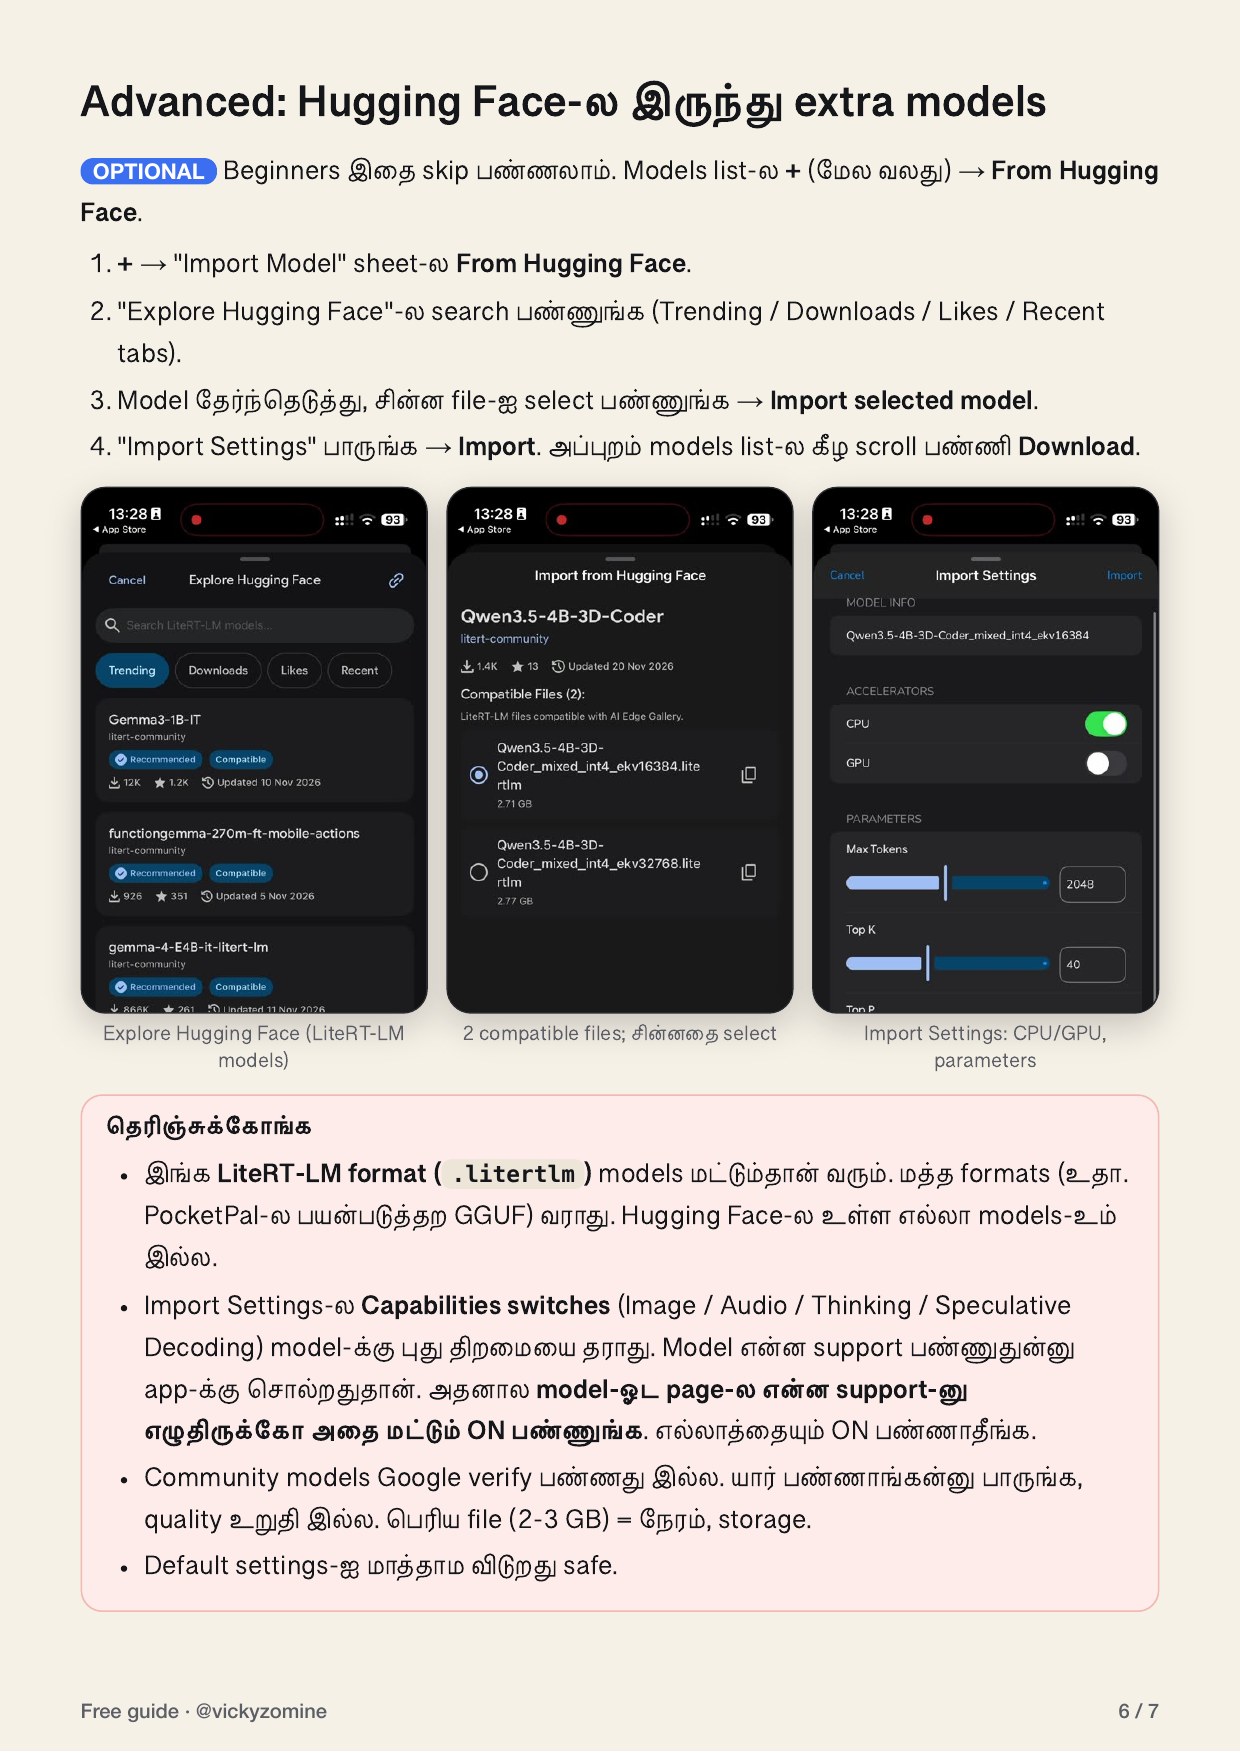 Advanced: Hugging Face-ல இருந்து extra models
OPTIONAL Beginners இதை skip பண்ணலாம். Models list-ல + (மேல வலது) → From Hugging
Face.
1. + → "Import Model" sheet-ல From Hugging Face.
2. "Explore Hugging Face"-ல search பண்ணுங்க (Trending / Downloads / Likes / Recent
tabs).
3. Model தேர்ந்தெடுத்து, சின்ன file-ஐ select பண்ணுங்க → Import selected model.
4. "Import Settings" பாருங்க → Import. அப்புறம் models list-ல கீழ scroll பண்ணி Download.
13:28
93
App Store
Cancel
Explore Hugging Face
Search LiteRT-LM models...
Trending
Downloads
Likes
Recent
Gemma3-1B-IT
litert-community
Recommended
Compatible
12K 1.2K Updated 10 Nov 2026
functiongemma-270m-ft-mobile-actions
litert-community
Recommended
Compatible
926 351 Updated 5 Nov 2026
gemma-4-E4B-it-litert-lm
litert-community
Recommended
Compatible
866K 261 Updated 11 Nov 2026
Explore Hugging Face (LiteRT-LM
models)
13:28
93
App Store
Import from Hugging Face
Qwen3.5-4B-3D-Coder
litert-community
1.4K 13 Updated 20 Nov 2026
Compatible Files (2):
LiteRT-LM files compatible with AI Edge Gallery.
Qwen3.5-4B-3D-
Coder_mixed_int4_ekv16384.lite
rtlm
2.71 GB
Qwen3.5-4B-3D-
Coder_mixed_int4_ekv32768.lite
rtlm
2.77 GB
2 compatible files; சின்னதை select
13:28
93
App Store
Cancel
Import Settings
Import
MODEL INFO
Qwen3.5-4B-3D-Coder_mixed_int4_ekv16384
ACCELERATORS
CPU
GPU
PARAMETERS
Max Tokens
2048
Top K
40
Top P
Import Settings: CPU/GPU,
parameters
தெரிஞ்சுக்கோங்க
• இங்க LiteRT-LM format ( .litertlm ) models மட்டும்தான் வரும். மத்த formats (உதா.
PocketPal-ல பயன்படுத்தற GGUF) வராது. Hugging Face-ல உள்ள எல்லா models-உம்
இல்ல.
• Import Settings-ல Capabilities switches (Image / Audio / Thinking / Speculative
Decoding) model-க்கு புது திறமையை தராது. Model என்ன support பண்ணுதுன்னு
app-க்கு சொல்றதுதான். அதனால model-ஓட page-ல என்ன support-னு
எழுதிருக்கோ அதை மட்டும் ON பண்ணுங்க. எல்லாத்தையும் ON பண்ணாதீங்க.
• Community models Google verify பண்ணது இல்ல. யார் பண்ணாங்கன்னு பாருங்க,
quality உறுதி இல்ல. பெரிய file (2-3 GB) = நேரம், storage.
• Default settings-ஐ மாத்தாம விடுறது safe.
Free guide · @vickyzomine
6 / 7